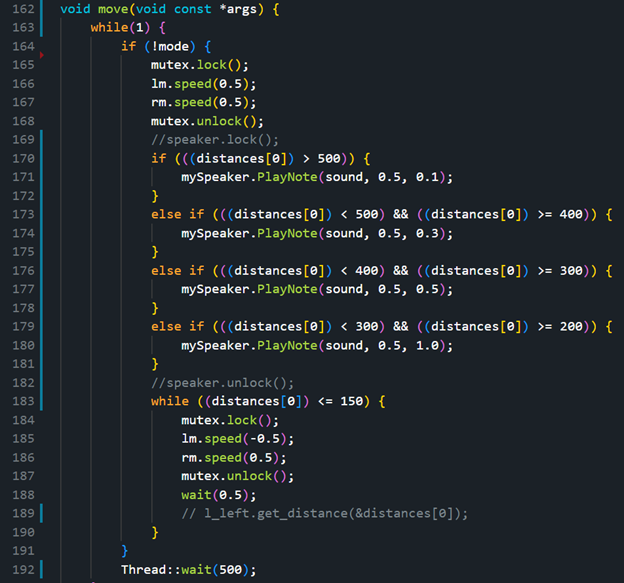 162 void move(void const *args) {
163 while(1) {
164 if (!mode) {
165 mutex.lock();
166 lm.speed(0.5);
167 rm.speed(0.5);
168 mutex.unlock();
169 //speaker.lock();
170 if (((distances[0]) > 500)) {
171 mySpeaker.PlayNote(sound, 0.5, 0.1);
172 }
173 else if (((distances[0]) < 500) && ((distances[0]) >= 400)) {
174 mySpeaker.PlayNote(sound, 0.5, 0.3);
175 }
176 else if (((distances[0]) < 400) && ((distances[0]) >= 300)) {
177 mySpeaker.PlayNote(sound, 0.5, 0.5);
178 }
179 else if (((distances[0]) < 300) && ((distances[0]) >= 200)) {
180 mySpeaker.PlayNote(sound, 0.5, 1.0);
181 }
182 //speaker.unlock();
183 while ((distances[0]) <= 150) {
184 mutex.lock();
185 lm.speed(-0.5);
186 rm.speed(0.5);
187 mutex.unlock();
188 wait(0.5);
189 // l_left.get_distance(&distances[0]);
190 }
191 }
192 Thread::wait(500);